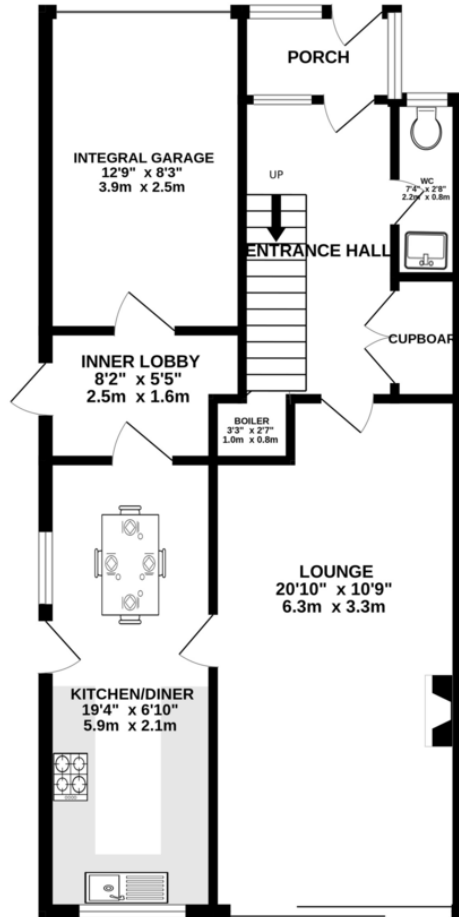 PORCH
INTEGRAL GARAGE
12'9" x 8'3"
3.9m x 2.5m
UP
WC
7'4" x 2'8"
2.2m x 0.8m
ENTRANCE HALL
CUPBOAR
INNER LOBBY
8'2" x 5'5"
2.5m x 1.6m
BOILER
3'3" x 2'7"
1.0m x 0.8m
LOUNGE
20'10" x 10'9"
6.3m x 3.3m
KITCHEN/DINER
19'4" x 6'10"
5.9m x 2.1m